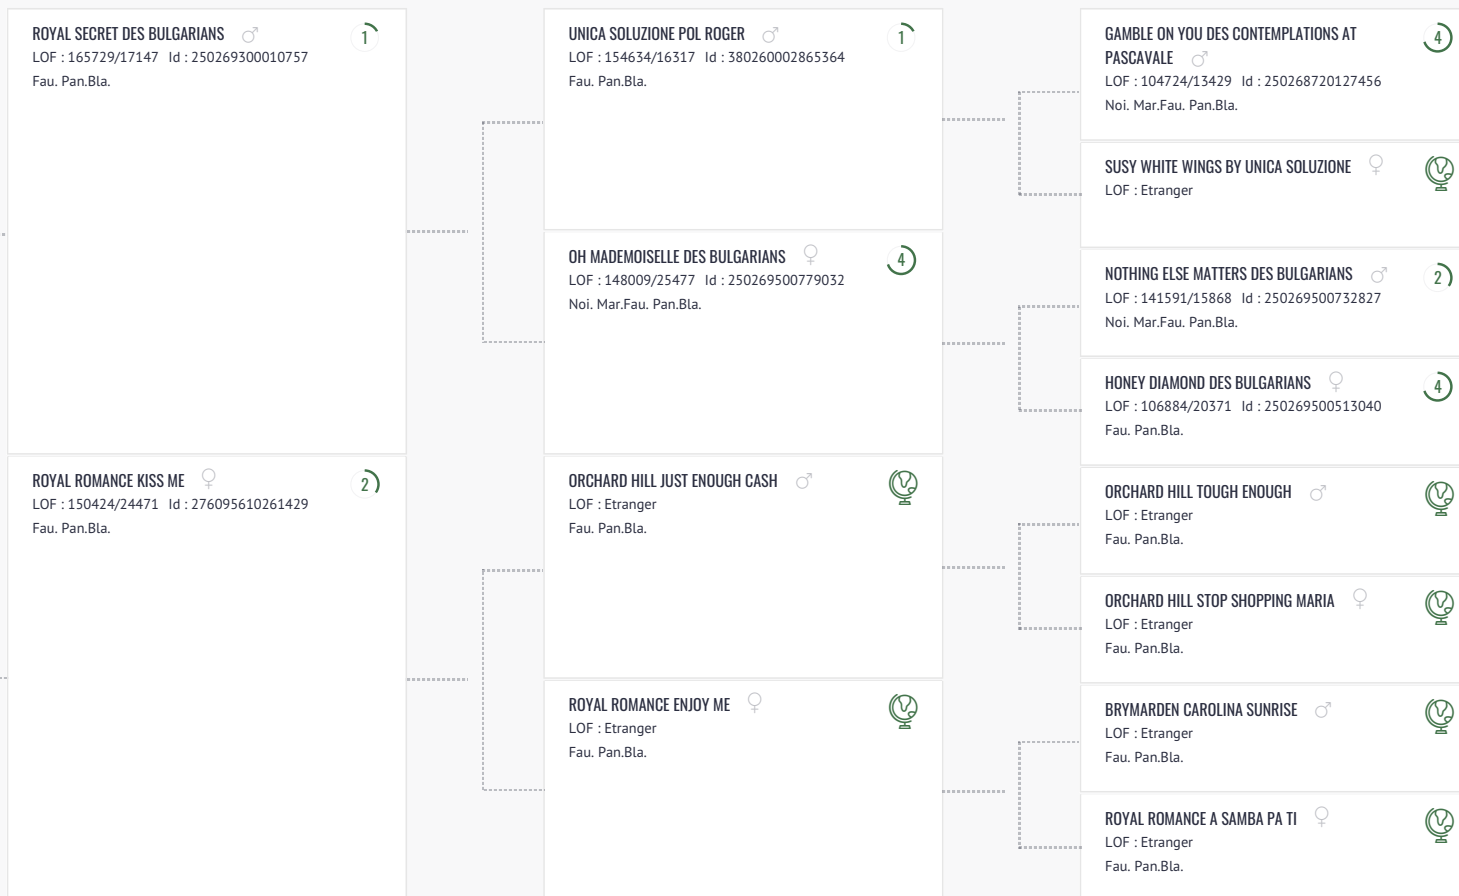 ROYAL SECRET DES BULGARIANS
1
LOF : 165729/17147 Id : 250269300010757
Fau. Pan.Bla.
ROYAL ROMANCE KISS ME
2
LOF : 150424/24471 Id : 276095610261429
Fau. Pan.Bla.
UNICA SOLUZIONE POL ROGER
1
LOF : 154634/16317 Id : 380260002865364
Fau. Pan.Bla.
OH MADEMOISELLE DES BULGARIANS
4
LOF : 148009/25477 Id : 250269500779032
Noi. Mar.Fau. Pan.Bla.
ORCHARD HILL JUST ENOUGH CASH
LOF : Etranger
Fau. Pan.Bla.
ROYAL ROMANCE ENJOY ME
LOF : Etranger
Fau. Pan.Bla.
GAMBLE ON YOU DES CONTEMPLATIONS AT
PASCAVALE
4
LOF : 104724/13429 Id : 250268720127456
Noi. Mar.Fau. Pan.Bla.
SUSY WHITE WINGS BY UNICA SOLUZIONE
LOF : Etranger
NOTHING ELSE MATTERS DES BULGARIANS
2
LOF : 141591/15868 Id : 250269500732827
Noi. Mar.Fau. Pan.Bla.
HONEY DIAMOND DES BULGARIANS
4
LOF : 106884/20371 Id : 250269500513040
Fau. Pan.Bla.
ORCHARD HILL TOUGH ENOUGH
LOF : Etranger
Fau. Pan.Bla.
ORCHARD HILL STOP SHOPPING MARIA
LOF : Etranger
Fau. Pan.Bla.
BRYMARDEN CAROLINA SUNRISE
LOF : Etranger
Fau. Pan.Bla.
ROYAL ROMANCE A SAMBA PA TI
LOF : Etranger
Fau. Pan.Bla.